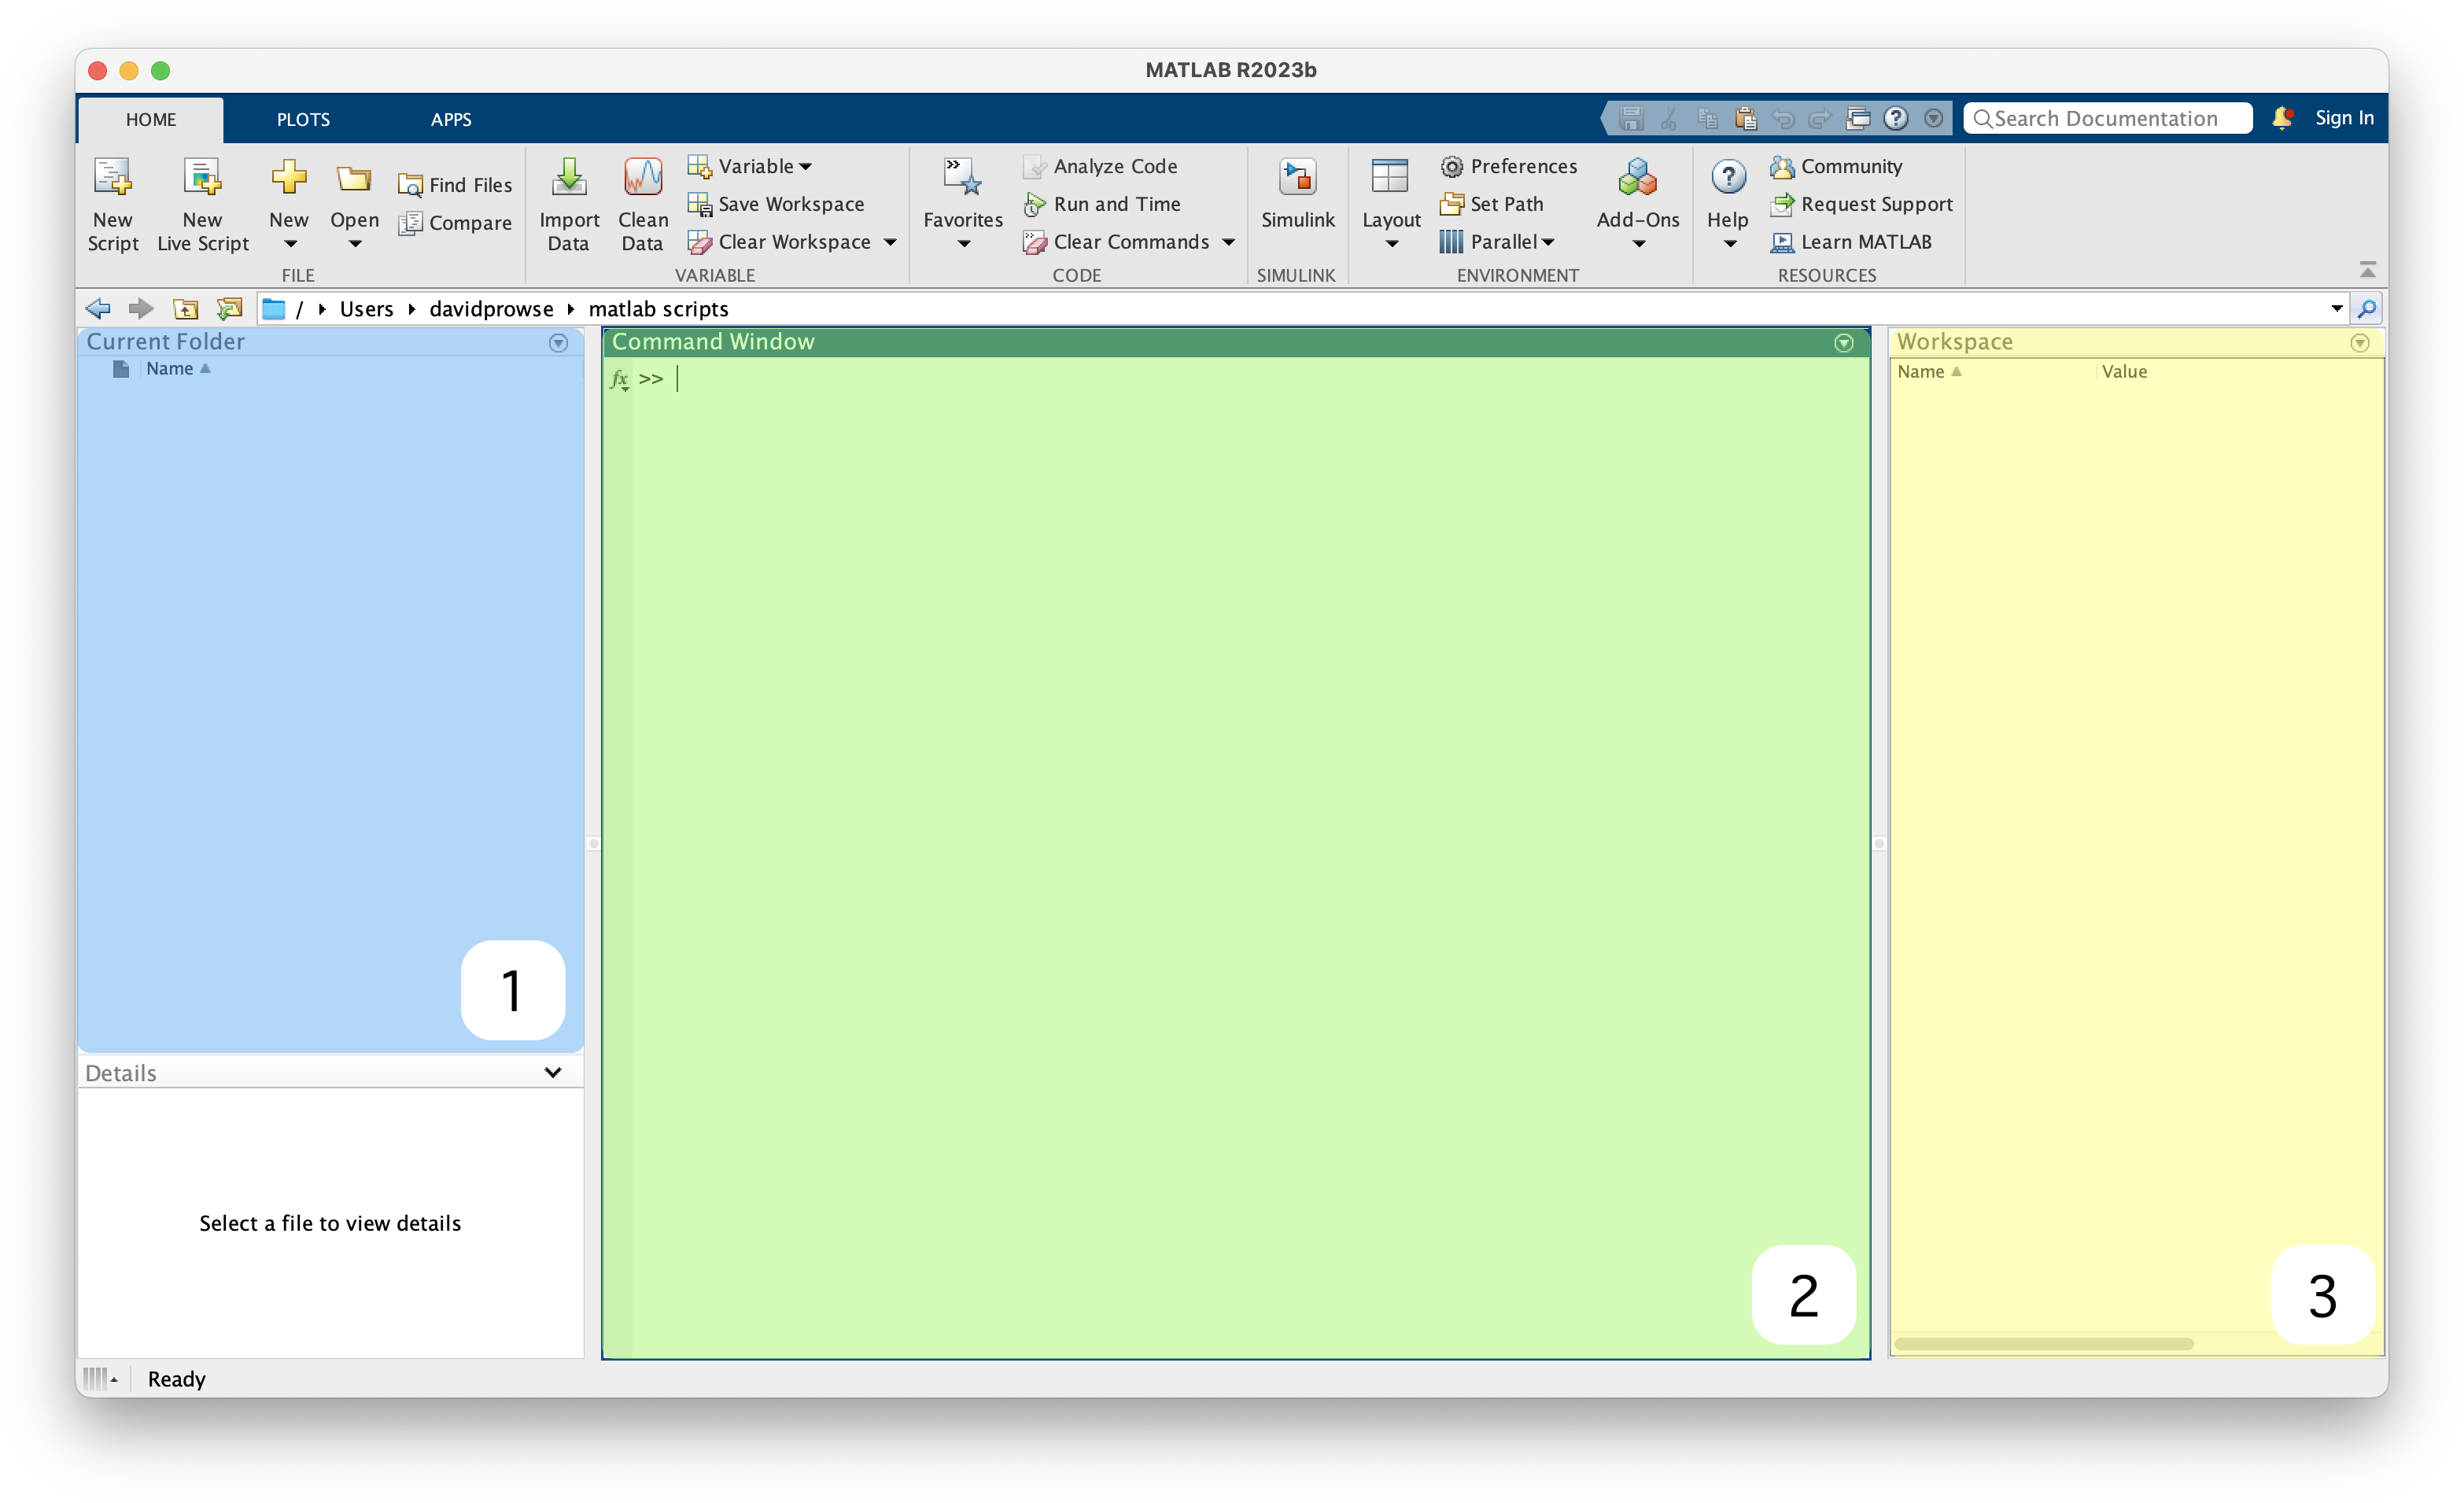 MATLAB R2023b
HOME PLOTS APPS Search Documentation Sign In
New Script
New Live Script
New
Open
Find Files
Compare
FILE
Import Data
Clean Data
Variable
Save Workspace
Clear Workspace
VARIABLE
Favorites
Analyze Code
Run and Time
Clear Commands
CODE
Simulink
SIMULINK
Layout
Preferences
Set Path
Parallel
Add-Ons
ENVIRONMENT
Help
Community
Request Support
Learn MATLAB
RESOURCES
/ Users davidprowse matlab scripts
Current Folder
Name
1
Details
Select a file to view details
Command Window
fx >>
2
Workspace
Name Value
3
Ready